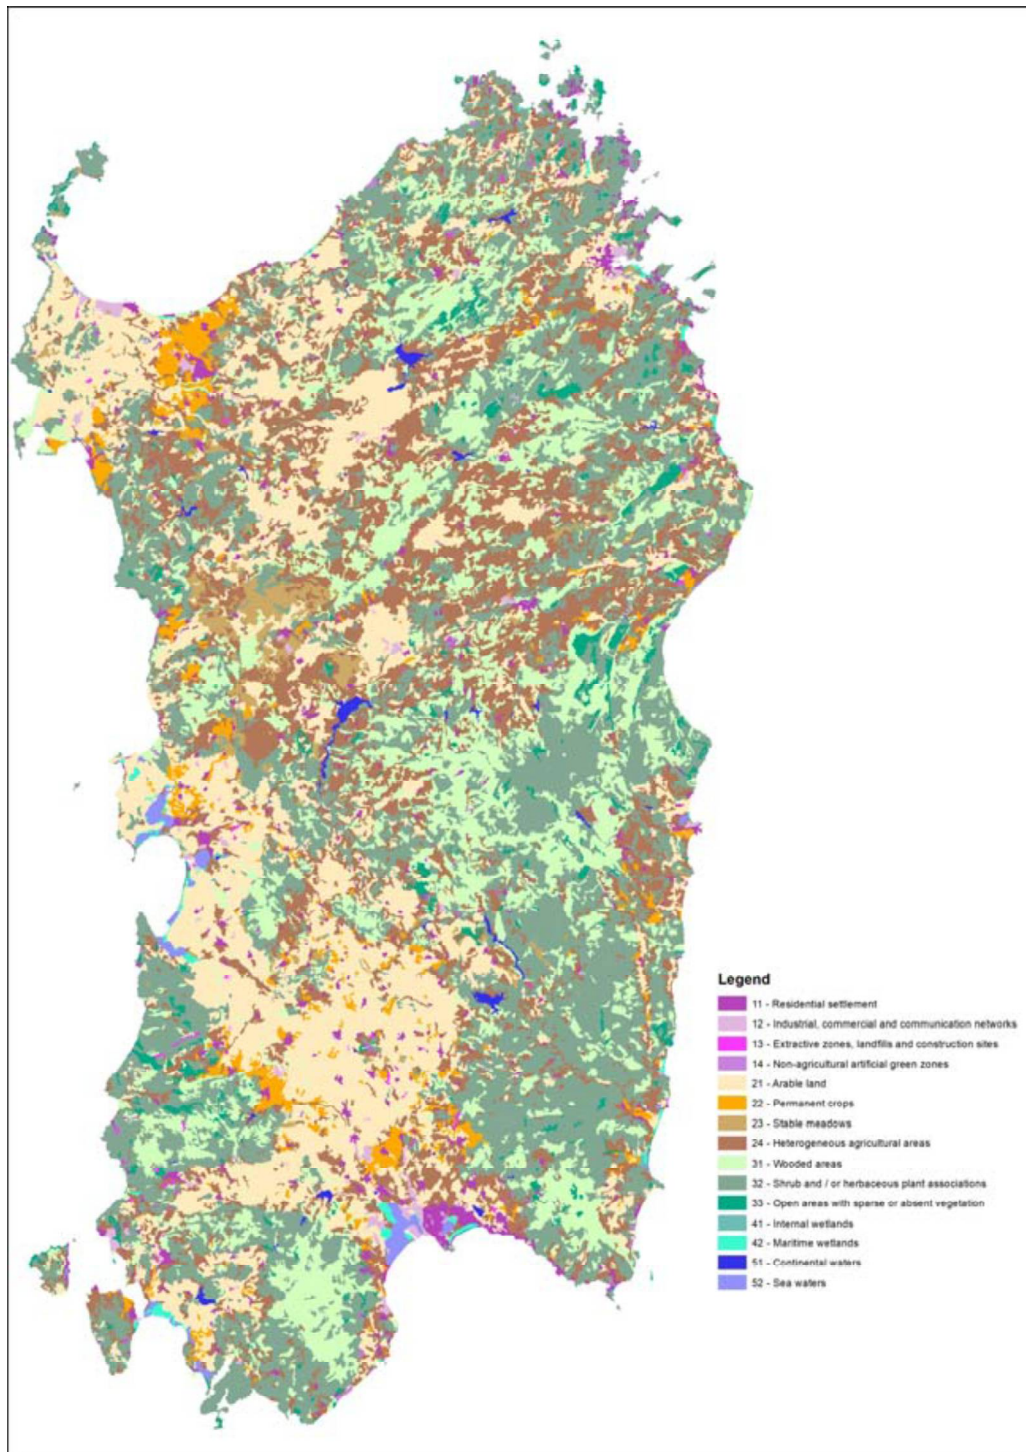 Legend
11 - Residential settlement
12 - Industrial, commercial and communication networks
13 - Extractive zones, landfills and construction sites
14 - Non-agricultural artificial green zones
21 - Arable land
22 - Permanent crops
23 - Stable meadows
24 - Heterogeneous agricultural areas
31 - Wooded areas
32 - Shrub and / or herbaceous plant associations
33 - Open areas with sparse or absent vegetation
41 - Internal wetlands
42 - Maritime wetlands
51 - Continental waters
52 - Sea waters